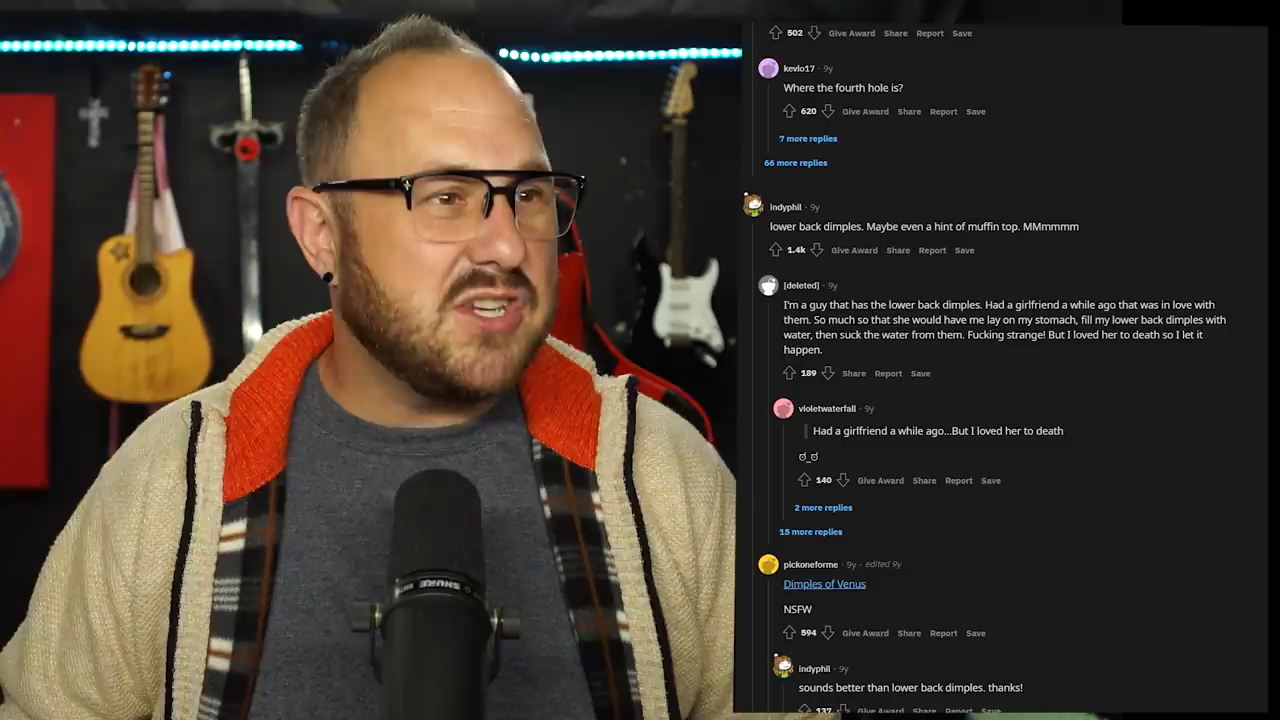 502 Give Award Share Report Save
kevio17 · 9y
Where the fourth hole is?
620 Give Award Share Report Save
7 more replies
66 more replies
indyphil · 9y
lower back dimples. Maybe even a hint of muffin top. MMmmmm
1.4k Give Award Share Report Save
[deleted] · 9y
I'm a guy that has the lower back dimples. Had a girlfriend a while ago that was in love with
them. So much so that she would have me lay on my stomach, fill my lower back dimples with
water, then suck the water from them. Fucking strange! But I loved her to death so I let it
happen.
189 Share Report Save
violetwaterfall · 9y
Had a girlfriend a while ago...But I loved her to death
ಠ_ಠ
140 Give Award Share Report Save
2 more replies
15 more replies
pickoneforme · 9y · edited 9y
Dimples of Venus
NSFW
594 Give Award Share Report Save
indyphil · 9y
sounds better than lower back dimples. thanks!
137 Give Award Share Report Save
SHURE